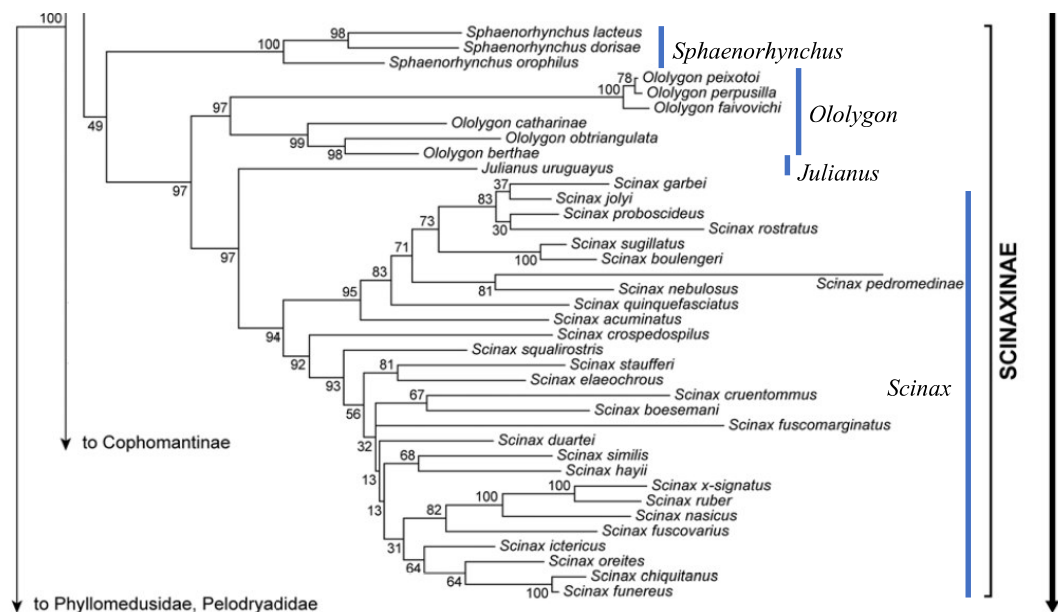 100
98
Sphaenorhynchus lacteus
Sphaenorhynchus dorisae
100
Sphaenorhynchus orophilus
Sphaenorhynchus
49
78
Ololygon peixotoi
100
Ololygon perpusilla
Ololygon faivovichi
97
Ololygon catharinae
99
Ololygon obtriangulata
98
Ololygon berthae
Ololygon
97
Julianus uruguayus
Julianus
97
37
Scinax garbei
83
Scinax jolyi
Scinax proboscideus
30
Scinax rostratus
73
Scinax sugillatus
100
Scinax boulengeri
71
Scinax pedromedinae
81
Scinax nebulosus
83
Scinax quinquefasciatus
95
Scinax acuminatus
94
Scinax crospedospilus
92
Scinax squalirostris
93
81
Scinax staufferi
Scinax elaeochrous
56
67
Scinax cruentommus
Scinax boesemani
Scinax fuscomarginatus
32
Scinax duartei
13
68
Scinax similis
Scinax hayii
13
100
Scinax x-signatus
100
Scinax ruber
Scinax nasicus
82
Scinax fuscovarius
31
Scinax ictericus
64
Scinax oreites
64
Scinax chiquitanus
100
Scinax funereus
Scinax
SCINAXINAE
to Cophomantinae
to Phyllomedusidae, Pelodryadidae